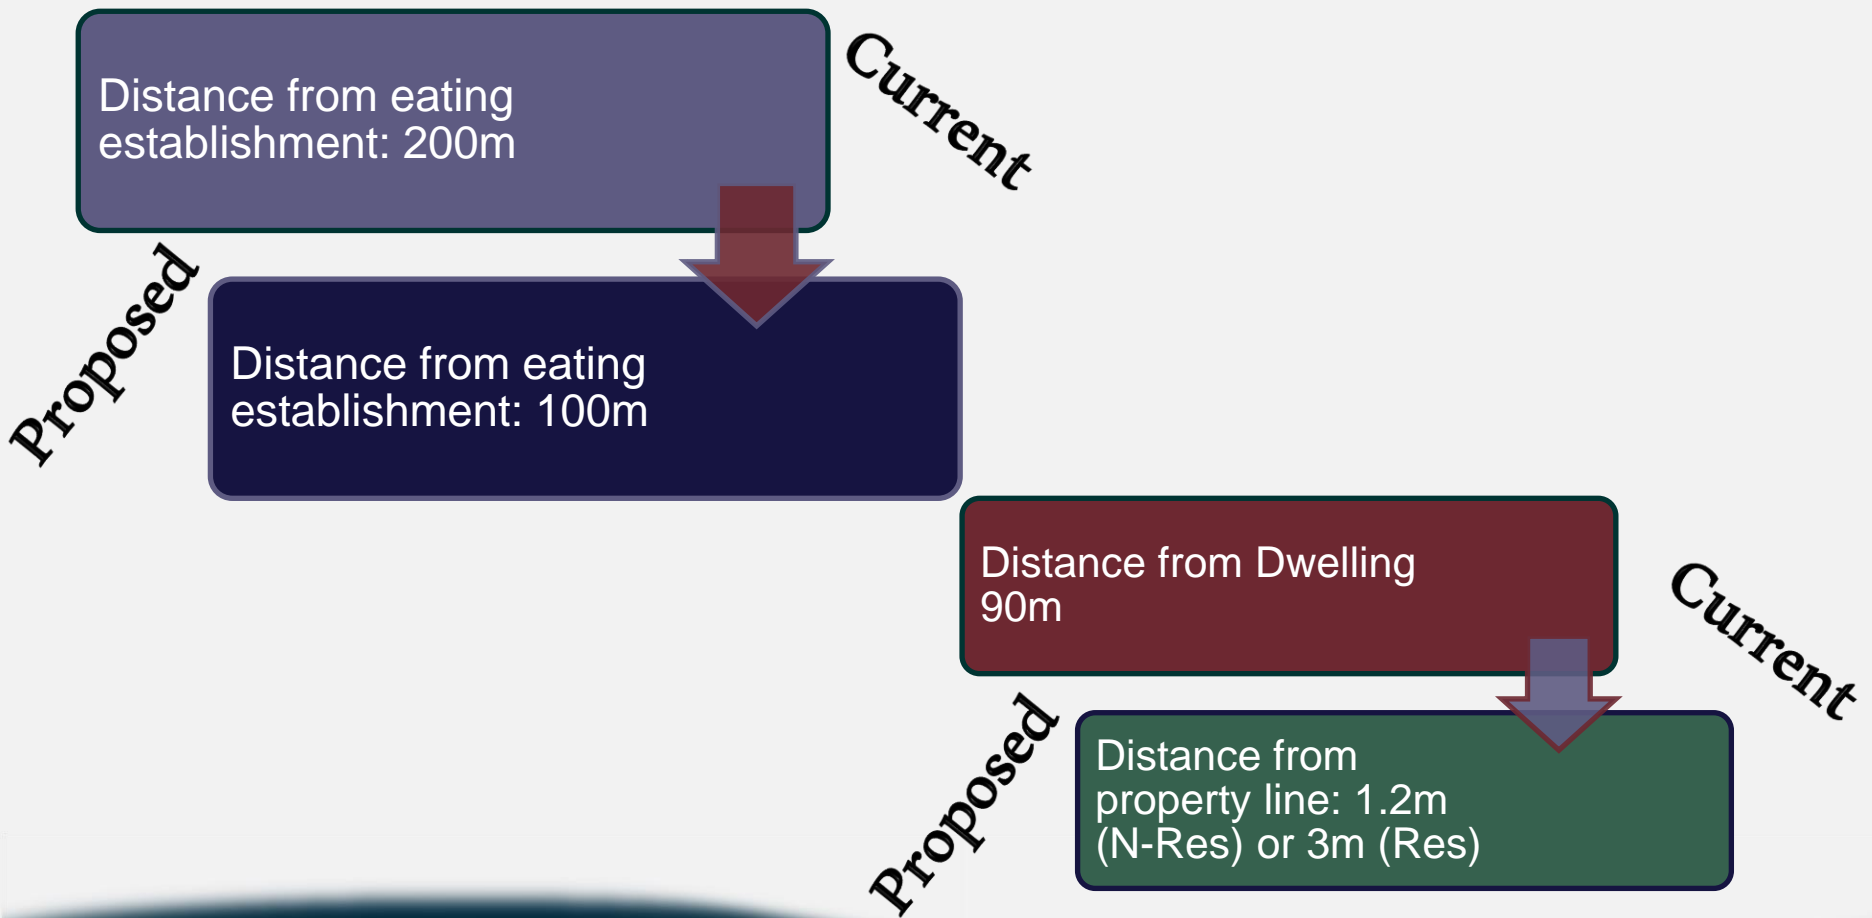 Distance from eating
establishment: 200m
Current
Proposed
Distance from eating
establishment: 100m
Distance from Dwelling
90m
Current
Proposed
Distance from
property line: 1.2m
(N-Res) or 3m (Res)